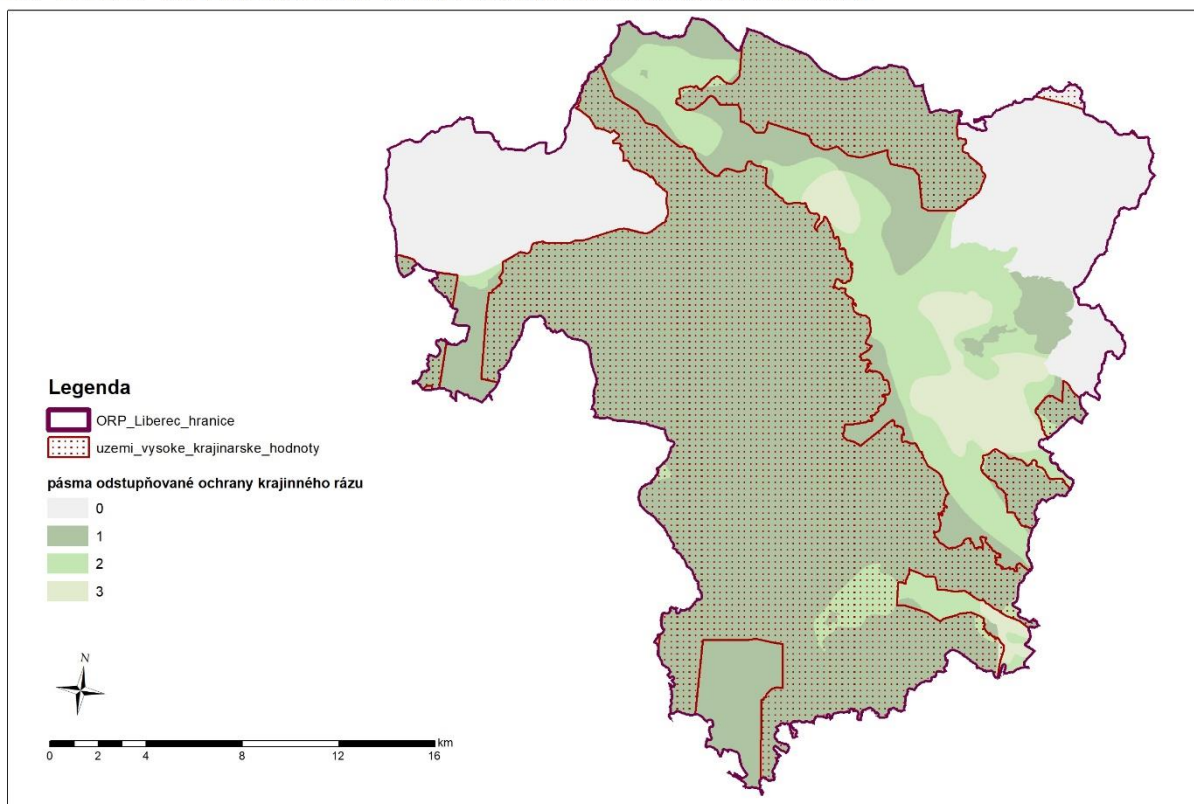 Legenda
ORP_Liberec_hranice
uzemi_vysoke_krajinarske_hodnoty
pásma odstupňované ochrany krajinného rázu
0
1
2
3
N
km
0 2 4 8 12 16